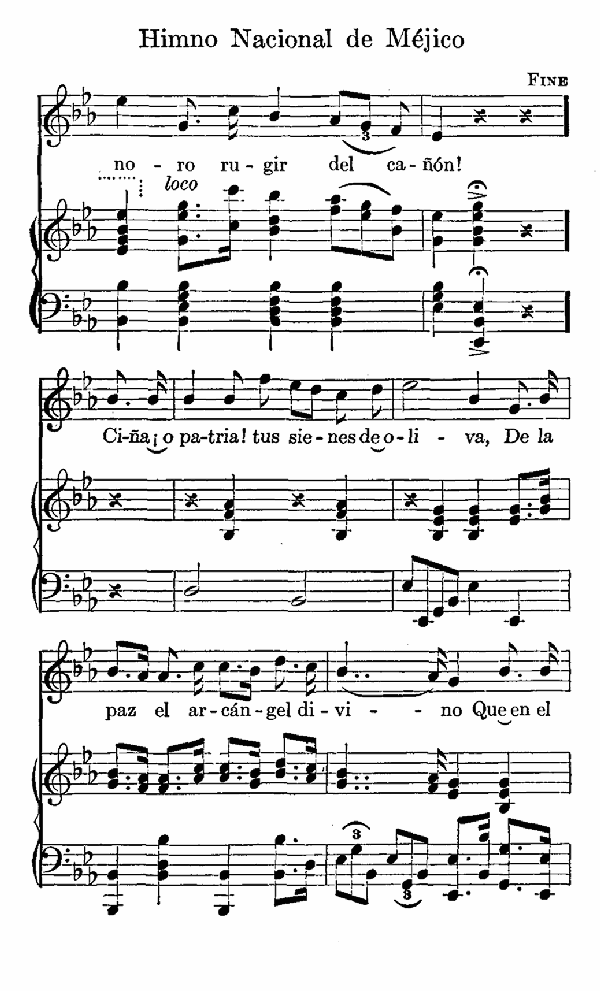 Himno Nacional de Méjico
FINE
3
no - ro ru - gir del ca - ñón!
loco
Ci-ña¡o pa-tria! tus sie-nes de o-li - va, De la
paz el ar-cán-gel di-vi - - no Que en el
3 3